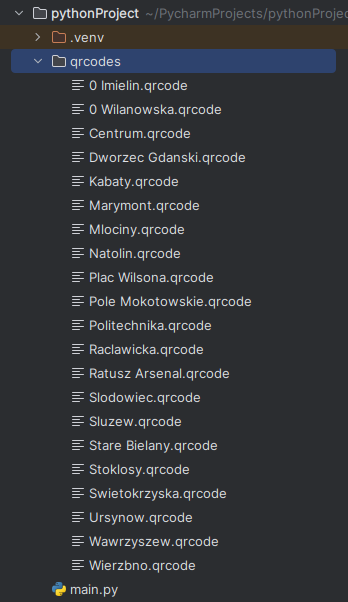 pythonProject ~/PycharmProjects/pythonProjec
.venv
qrcodes
0 Imielin.qrcode
0 Wilanowska.qrcode
Centrum.qrcode
Dworzec Gdanski.qrcode
Kabaty.qrcode
Marymont.qrcode
Mlociny.qrcode
Natolin.qrcode
Plac Wilsona.qrcode
Pole Mokotowskie.qrcode
Politechnika.qrcode
Raclawicka.qrcode
Ratusz Arsenal.qrcode
Slodowiec.qrcode
Sluzew.qrcode
Stare Bielany.qrcode
Stoklosy.qrcode
Swietokrzyska.qrcode
Ursynow.qrcode
Wawrzyszew.qrcode
Wierzbno.qrcode
main.py